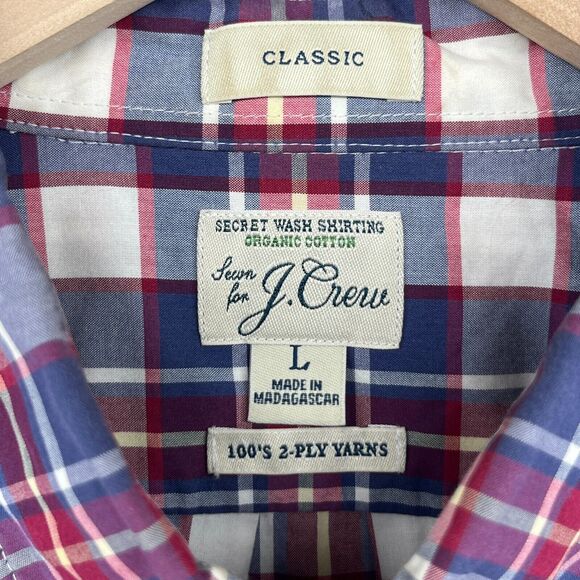 CLASSIC
SECRET WASH SHIRTING
ORGANIC COTTON
Sewn
for J.Crew
L
MADE IN
MADAGASCAR
100'S 2-PLY YARNS